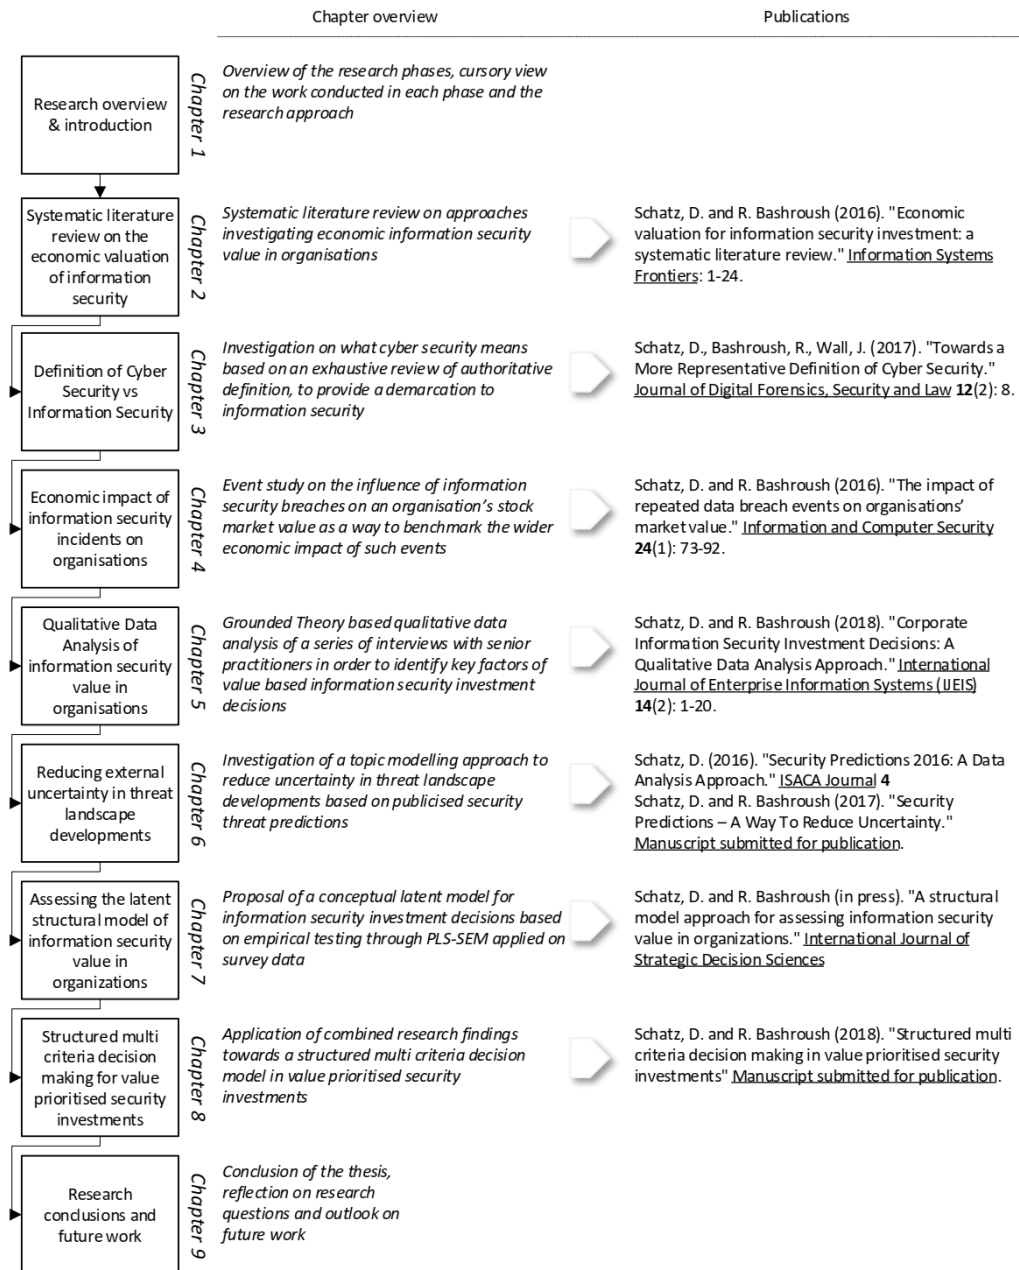 Chapter overview
Publications
Research overview
& introduction
Chapter 1
Overview of the research phases, cursory view
on the work conducted in each phase and the
research approach
Systematic literature
review on the
economic valuation
of information
security
Chapter 2
Systematic literature review on approaches
investigating economic information security
value in organisations
Schatz, D. and R. Bashroush (2016). "Economic
valuation for information security investment: a
systematic literature review." Information Systems
Frontiers: 1-24.
Definition of Cyber
Security vs
Information Security
Chapter 3
Investigation on what cyber security means
based on an exhaustive review of authoritative
definition, to provide a demarcation to
information security
Schatz, D., Bashroush, R., Wall, J. (2017). "Towards a
More Representative Definition of Cyber Security."
Journal of Digital Forensics, Security and Law 12(2): 8.
Economic impact of
information security
incidents on
organisations
Chapter 4
Event study on the influence of information
security breaches on an organisation's stock
market value as a way to benchmark the wider
economic impact of such events
Schatz, D. and R. Bashroush (2016). "The impact of
repeated data breach events on organisations'
market value." Information and Computer Security
24(1): 73-92.
Qualitative Data
Analysis of
information security
value in
organisations
Chapter 5
Grounded Theory based qualitative data
analysis of a series of interviews with senior
practitioners in order to identify key factors of
value based information security investment
decisions
Schatz, D. and R. Bashroush (2018). "Corporate
Information Security Investment Decisions: A
Qualitative Data Analysis Approach." International
Journal of Enterprise Information Systems (IJEIS)
14(2): 1-20.
Reducing external
uncertainty in threat
landscape
developments
Chapter 6
Investigation of a topic modelling approach to
reduce uncertainty in threat landscape
developments based on publicised security
threat predictions
Schatz, D. (2016). "Security Predictions 2016: A Data
Analysis Approach." ISACA Journal 4
Schatz, D. and R. Bashroush (2017). "Security
Predictions – A Way To Reduce Uncertainty."
Manuscript submitted for publication.
Assessing the latent
structural model of
information security
value in
organizations
Chapter 7
Proposal of a conceptual latent model for
information security investment decisions based
on empirical testing through PLS-SEM applied on
survey data
Schatz, D. and R. Bashroush (in press). "A structural
model approach for assessing information security
value in organizations." International Journal of
Strategic Decision Sciences
Structured multi
criteria decision
making for value
prioritised security
investments
Chapter 8
Application of combined research findings
towards a structured multi criteria decision
model in value prioritised security
investments
Schatz, D. and R. Bashroush (2018). "Structured multi
criteria decision making in value prioritised security
investments" Manuscript submitted for publication.
Research
conclusions and
future work
Chapter 9
Conclusion of the thesis,
reflection on research
questions and outlook on
future work